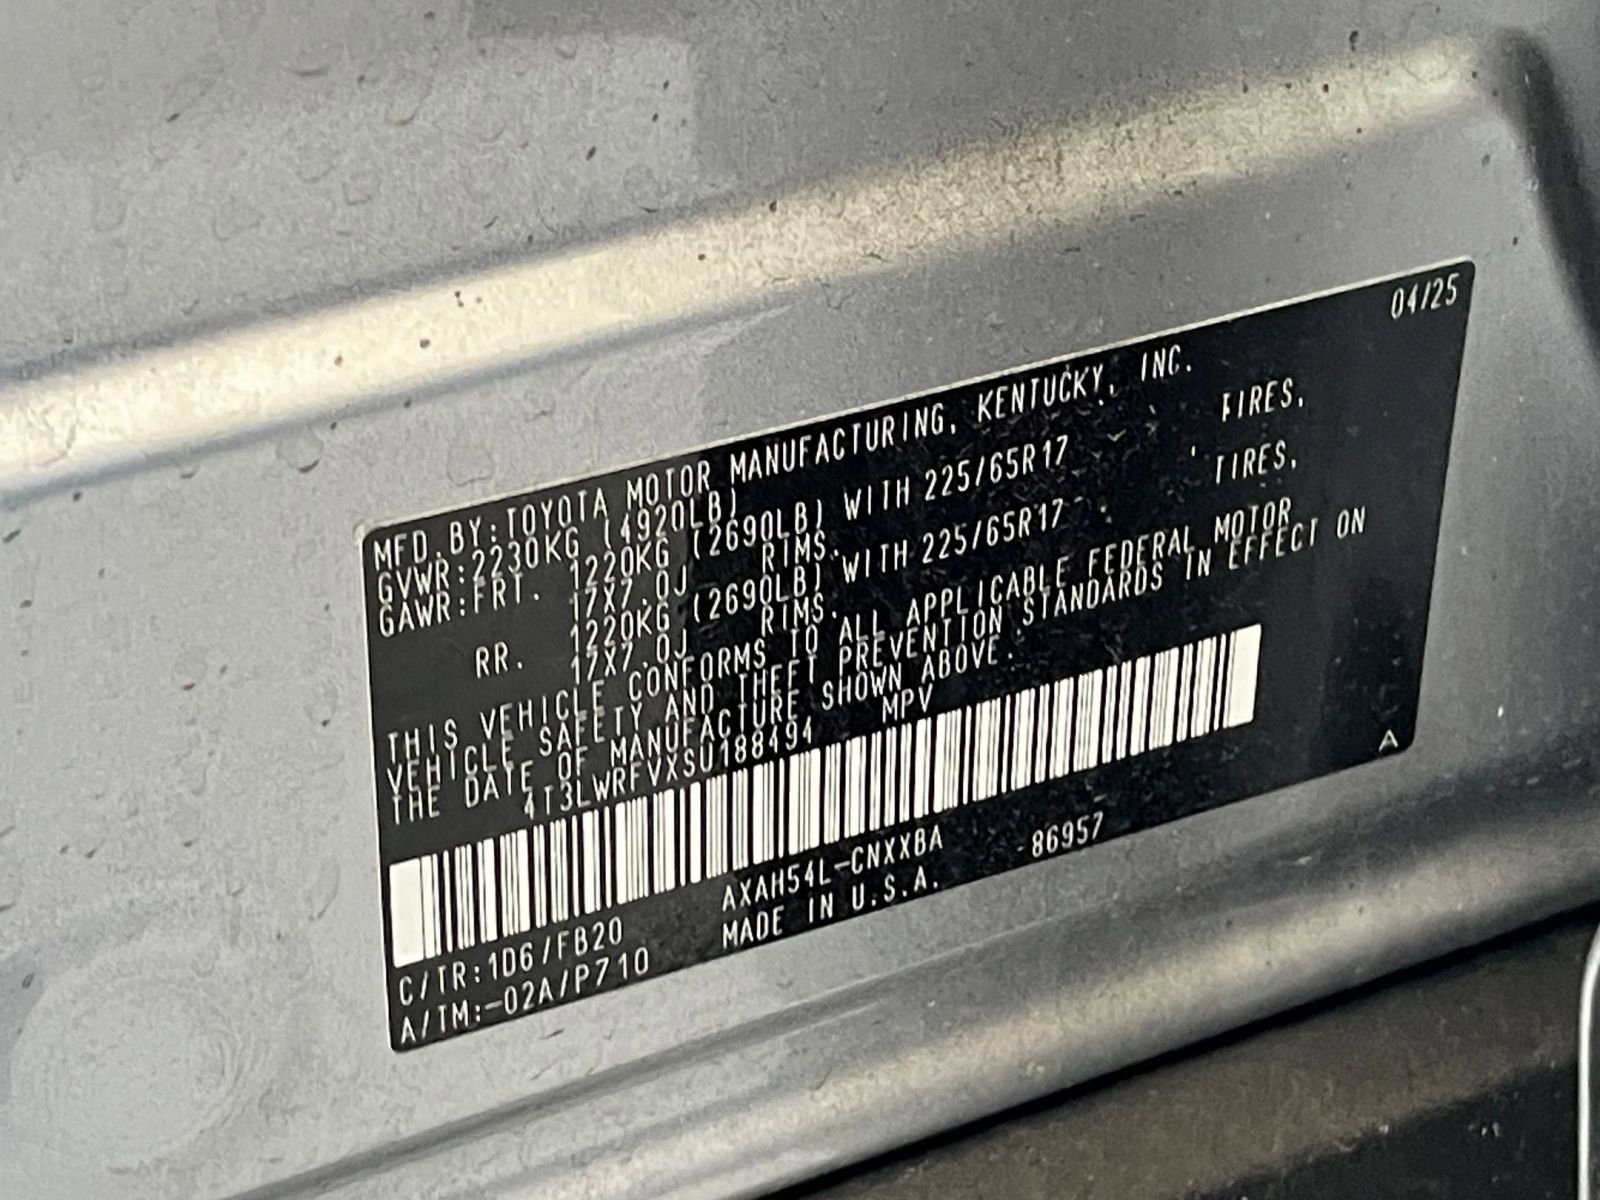 04/25
MFD. BY: TOYOTA MOTOR MANUFACTURING, KENTUCKY, INC.
GVWR: 2230KG (4920LB)
GAWR: FRT. 1220KG (2690LB) WITH 225/65R17 TIRES,
17X7.0J RIMS.
RR. 1220KG (2690LB) WITH 225/65R17 TIRES,
17X7.0J RIMS.
THIS VEHICLE CONFORMS TO ALL APPLICABLE FEDERAL MOTOR
VEHICLE SAFETY AND THEFT PREVENTION STANDARDS IN EFFECT ON
THE DATE OF MANUFACTURE SHOWN ABOVE.
4T3LWRFVXSU188494 MPV
A
AXAH54L-CNXXBA -86957
C/TR: 1D6/FB20 MADE IN U.S.A.
A/TM: -02A/P710